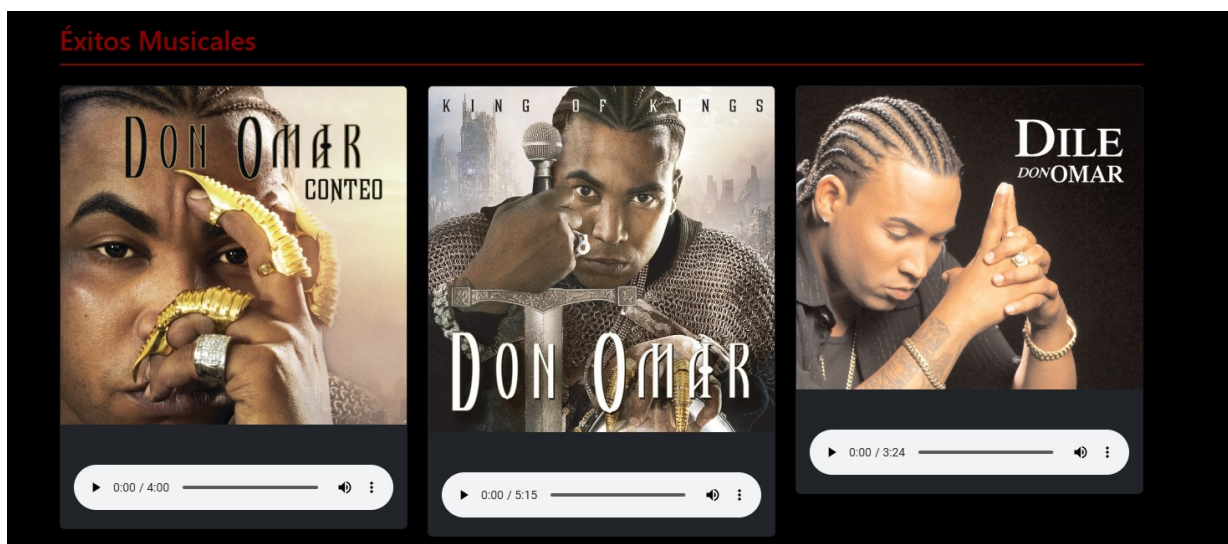 Éxitos Musicales
DON OMAR
CONTEO
0:00 / 4:00
KING OF KINGS
DON OMAR
0:00 / 5:15
DILE
DON OMAR
0:00 / 3:24